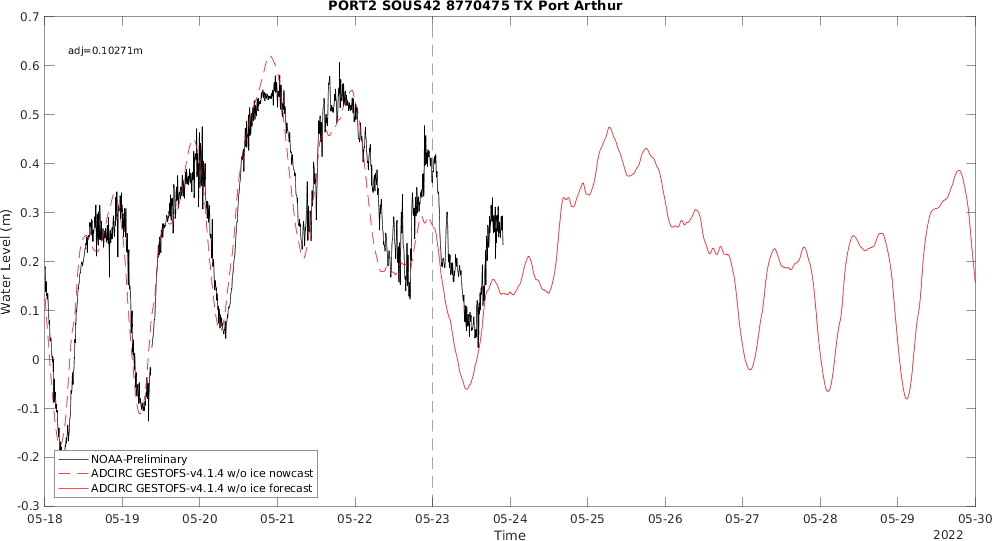 PORT2 SOUS42 8770475 TX Port Arthur
adj=0.10271m
Water Level (m)
0.7
0.6
0.5
0.4
0.3
0.2
0.1
0
-0.1
-0.2
-0.3
NOAA-Preliminary
ADCIRC GESTOFS-v4.1.4 w/o ice nowcast
ADCIRC GESTOFS-v4.1.4 w/o ice forecast
05-18 05-19 05-20 05-21 05-22 05-23 05-24 05-25 05-26 05-27 05-28 05-29 05-30
Time
2022